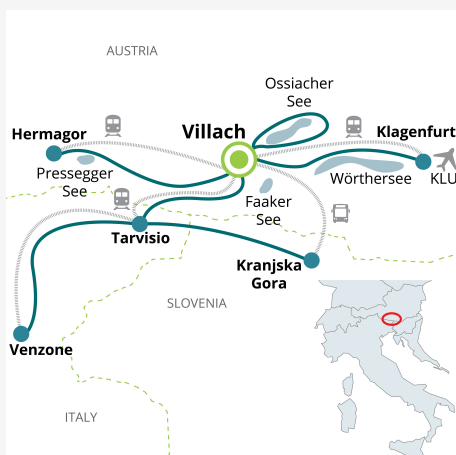 AUSTRIA
Ossiacher
See
Villach
Hermagor
Klagenfurt
Pressegger
See
Wörthersee
KLU
Faaker
See
Tarvisio
Kranjska
Gora
SLOVENIA
Venzone
ITALY